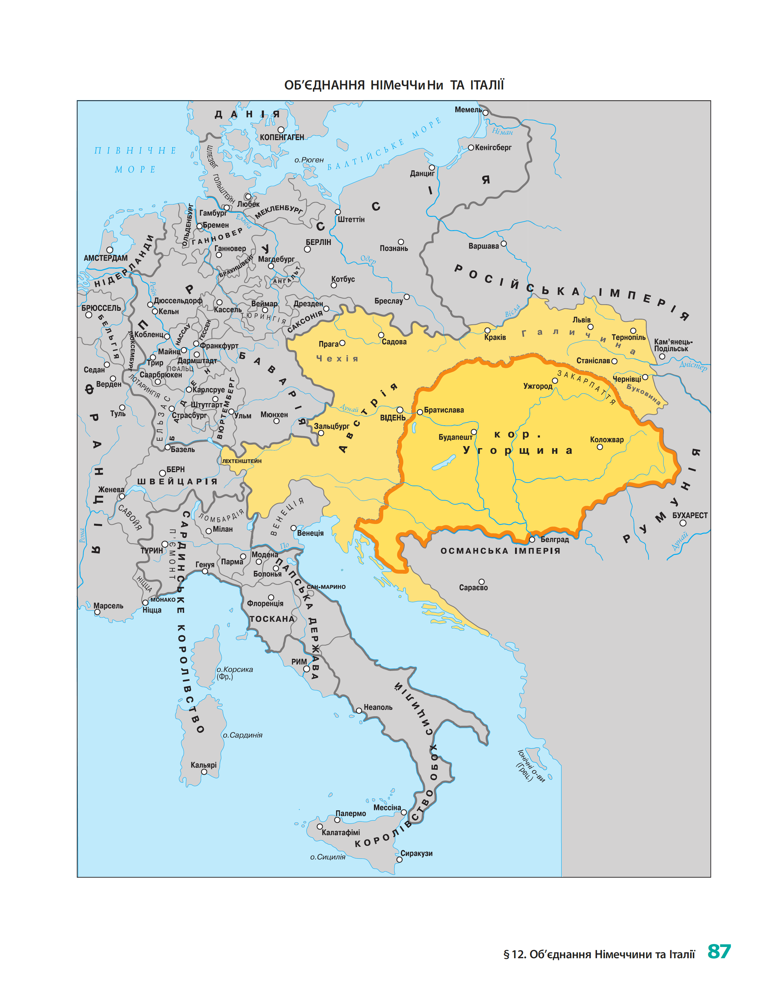 ОБ’ЄДНАННЯ НІМеЧЧиНи ТА ІТАЛІЇ
ДАНІЯ
КОПЕНГАГЕН
ПІВНІЧНЕ
МОРЕ
БАЛТІЙСЬКЕ МОРЕ
Мемель
Німан
Кенігсберг
о.Рюген
Данциг
ШЛЕЗВІГ
ГОЛЬШТЕЙН
Любек
Гамбург
МЕКЛЕНБУРГ
Ельба
Штеттін
ОЛЬДЕНБУРГ
Бремен
ГАННОВЕР
Ганновер
БЕРЛІН
Познань
Варшава
АМСТЕРДАМ
НІДЕРЛАНДИ
БРАУНШВЕЙГ
Магдебург
АНГАЛЬТ
Одер
Котбус
Бреслау
ПРУССІЯ
РОСІЙСЬКА ІМПЕРІЯ
Рейн
Дюссельдорф
Кельн
Кассель
Веймар
ТЮРИНГІЯ
Дрезден
САКСОНІЯ
Вісла
БРЮССЕЛЬ
БЕЛЬГІЯ
ЛЮКСЕМБУРГ
Кобленц
НАССАУ
ГЕССЕН
Франкфурт
Майнц
Дармштадт
Трир
ПФАЛЬЦ
Саарбрюкен
Прага
Садова
Чехія
Краків
Галичина
Львів
Тернопіль
Кам’янець-
Подільськ
Станіслав
Дністер
Чернівці
Буковина
Седан
Верден
ЛОТАРИНГІЯ
ЕЛЬЗАС
БАДЕН
Карлсруе
Штутгарт
Страсбург
ВЮРТЕМБЕРГ
Ульм
БАВАРІЯ
Мюнхен
Туль
ФРАНЦІЯ
Ужгород
ЗАКАРПАТТЯ
Австрія
Дунай
ВІДЕНЬ
Братислава
Зальцбург
Будапешт
кор.
Угорщина
Коложвар
Базель
ЛІХТЕНШТЕЙН
БЕРН
ШВЕЙЦАРІЯ
Женева
САВОЙЯ
ЛОМБАРДІЯ
Мілан
ВЕНЕЦІЯ
Венеція
По
РУМУНІЯ
БУХАРЕСТ
Дунай
Белград
ОСМАНСЬКА ІМПЕРІЯ
Сараєво
Рона
ТУРИН
П’ЄМОНТ
САРДИНСЬКЕ КОРОЛІВСТВО
Генуя
Парма
Модена
Болонья
ПАПСЬКА ДЕРЖАВА
САН-МАРИНО
НІЦЦА
МОНАКО
Ніцца
Марсель
Флоренція
ТОСКАНА
РИМ
о.Корсика
(Фр.)
о.Сардинія
Кальярі
Неаполь
КОРОЛІВСТВО ОБОХ СИЦИЛІЙ
Іонічні о-ви
(Грец.)
Мессіна
Палермо
Калатафімі
о.Сицилія
Сиракузи
§ 12. Об’єднання Німеччини та Італії 87